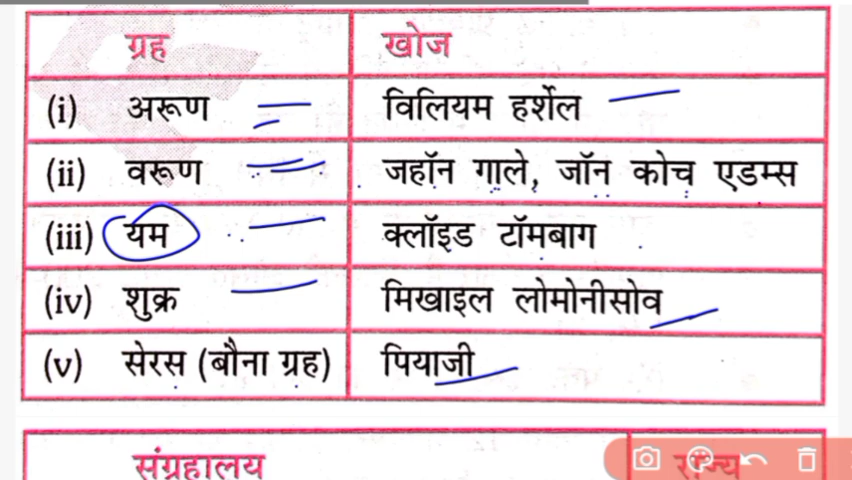 ग्रह खोज
(i) अरूण विलियम हर्शेल
(ii) वरूण जहॉन गाले, जॉन कोच एडम्स
(iii) यम क्लॉइड टॉमबाग
(iv) शुक्र मिखाइल लोमोनीसोव
(v) सेरस (बौना ग्रह) पियाजी
संग्रहालय राज्य